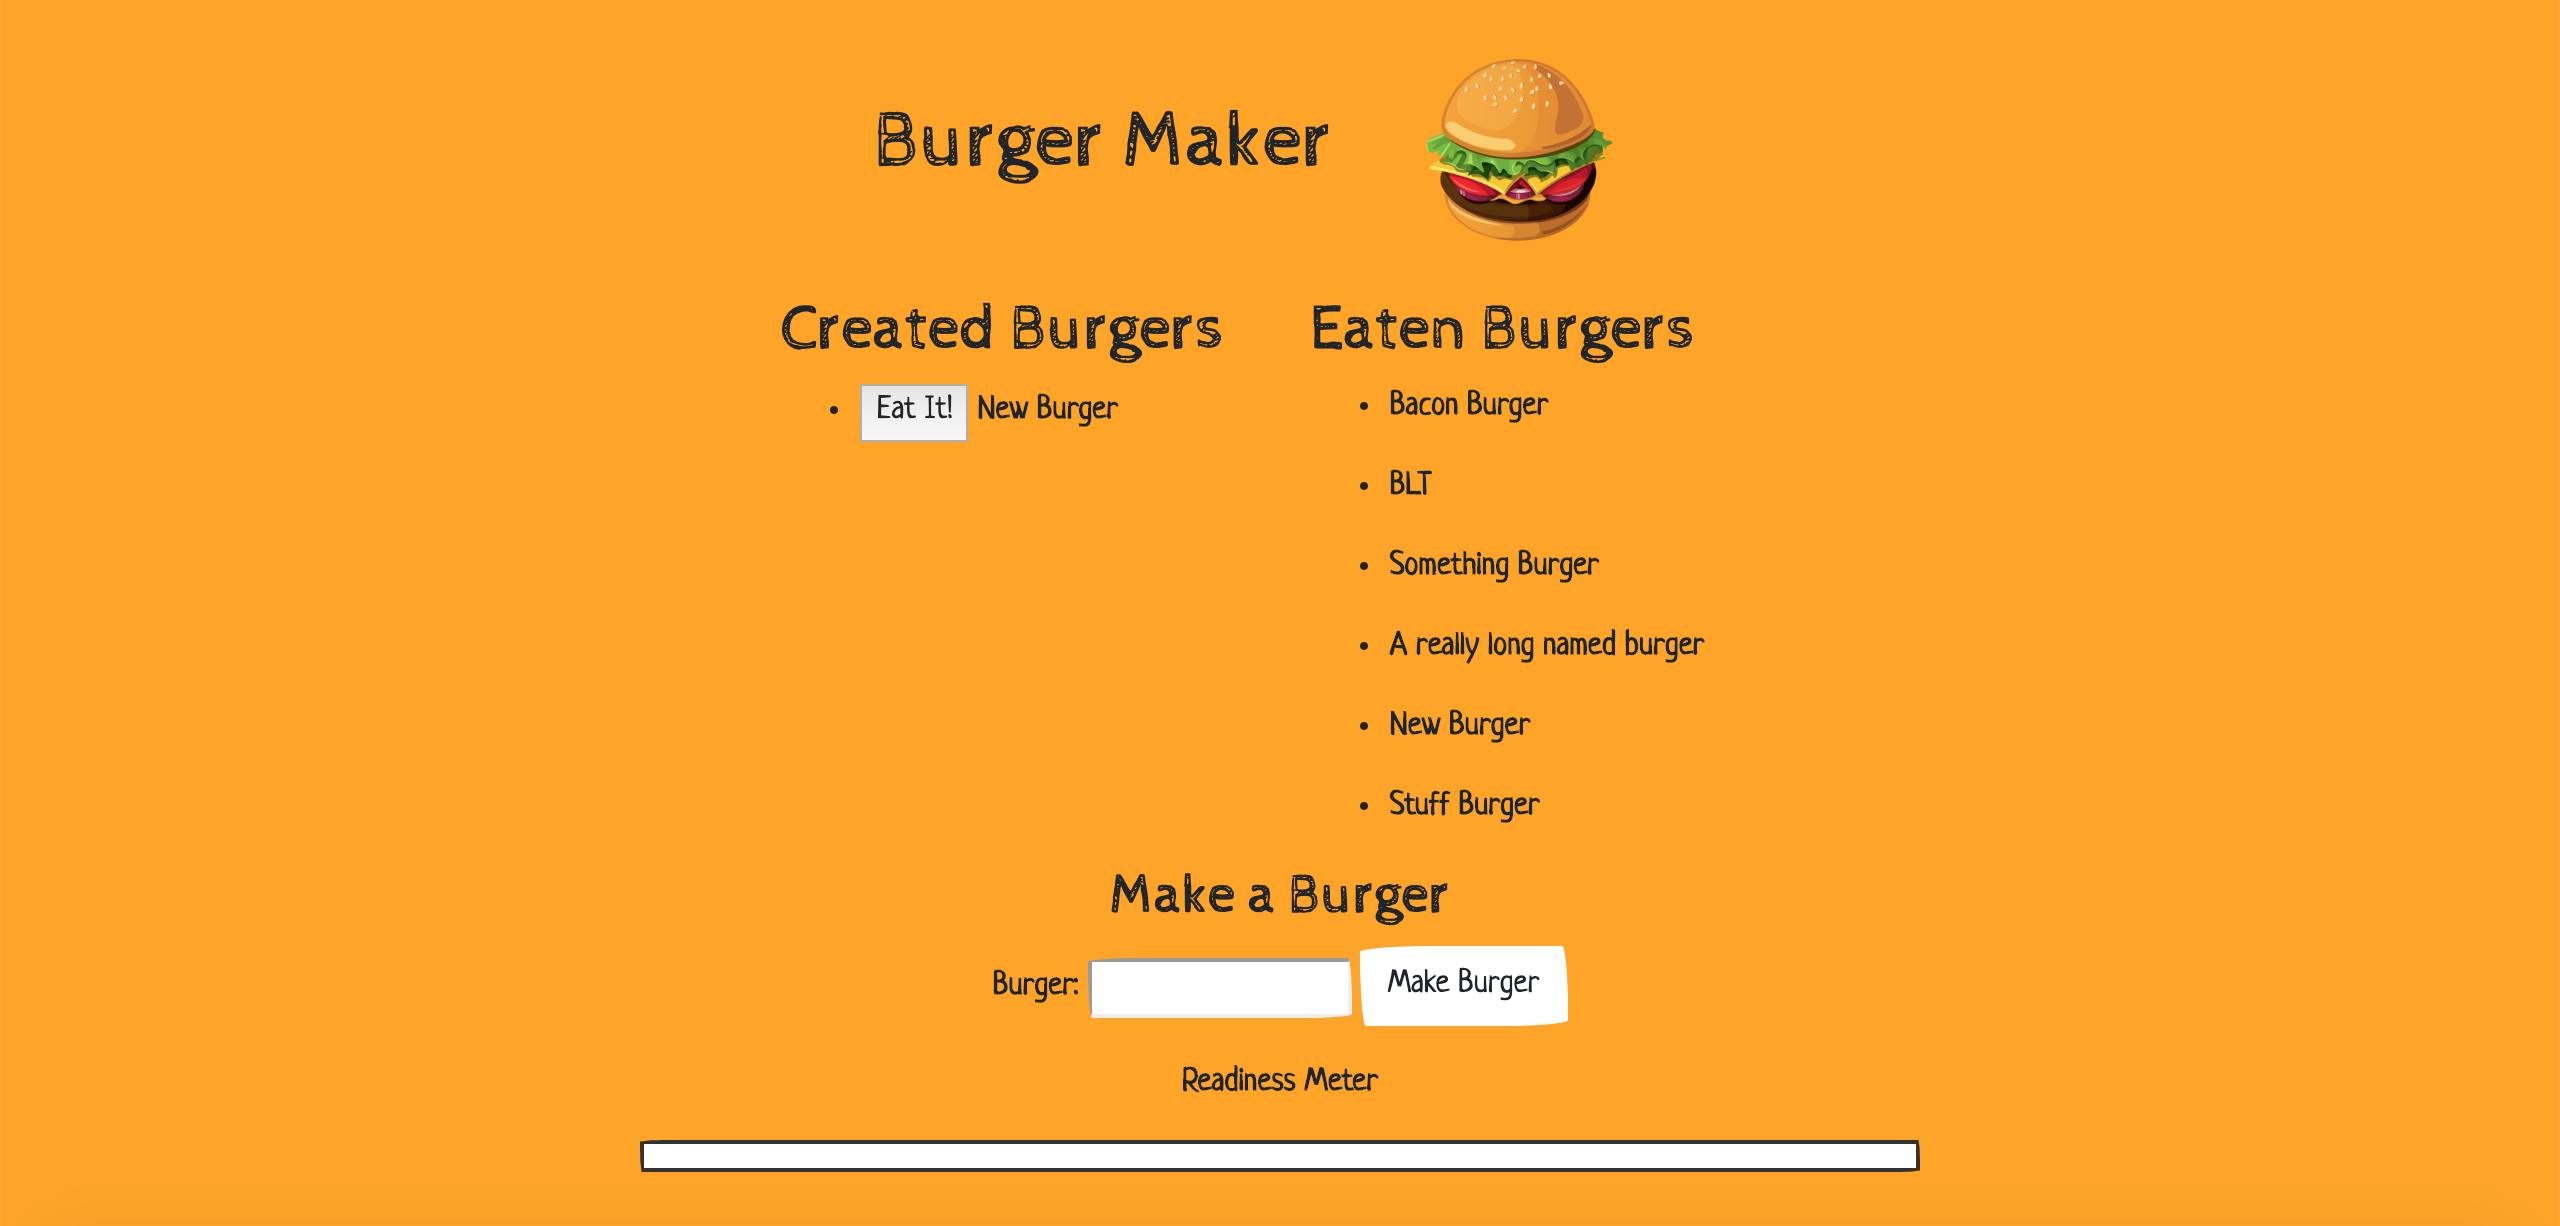 Burger Maker
Created Burgers
Eat It! New Burger
Eaten Burgers
Bacon Burger
BLT
Something Burger
A really long named burger
New Burger
Stuff Burger
Make a Burger
Burger: Make Burger
Readiness Meter